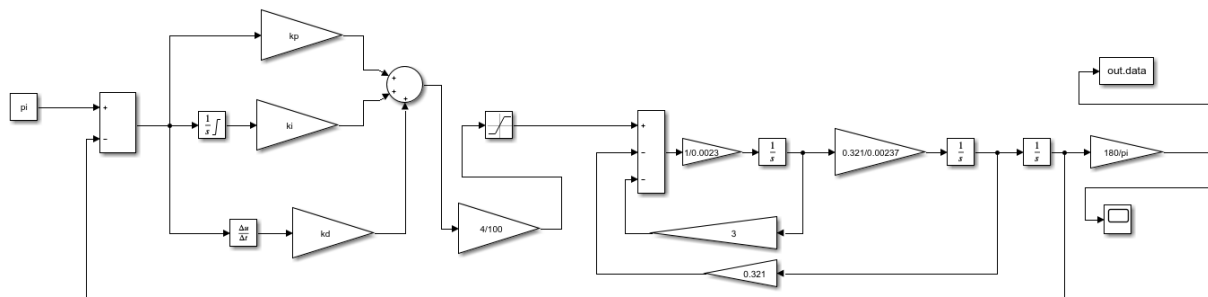 kp
out.data
pi
+
-
1
s
ki
+
+
+
+
-
-
1/0.0023
1
s
0.321/0.00237
1
s
1
s
180/pi
Δu
Δt
kd
4/100
3
0.321